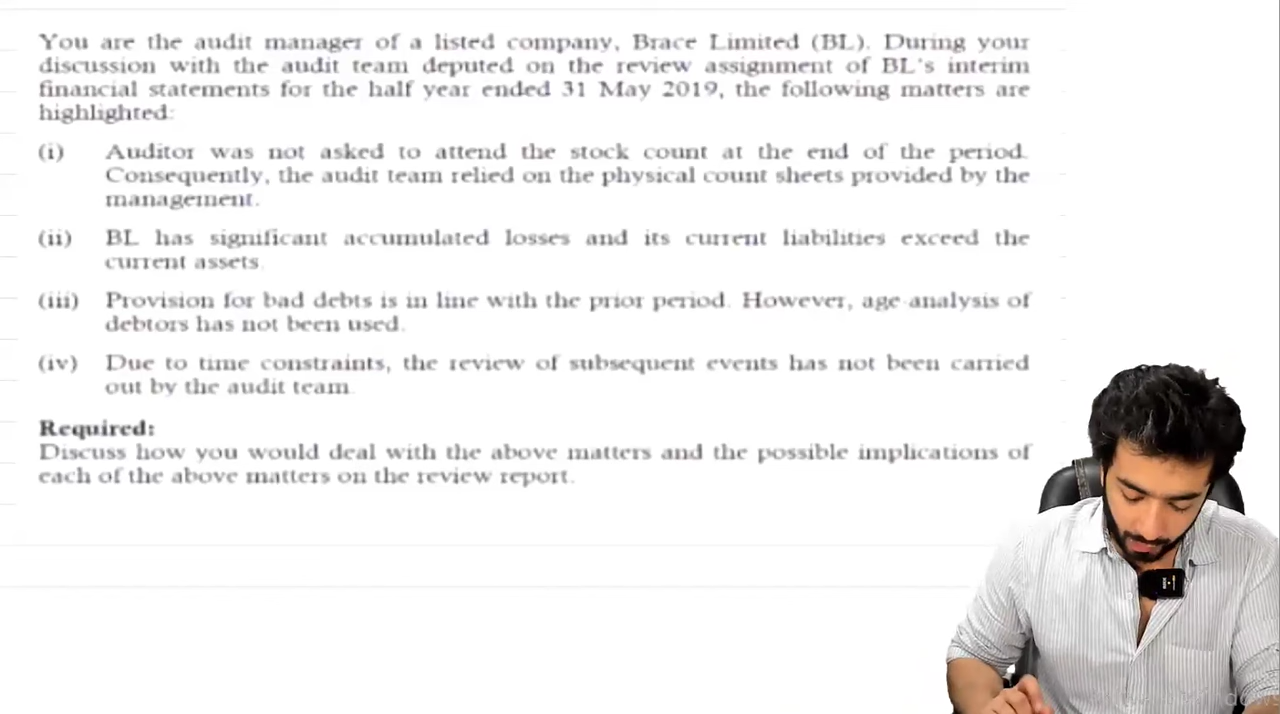 You are the audit manager of a listed company, Brace Limited (BL). During your
discussion with the audit team deputed on the review assignment of BL's interim
financial statements for the half year ended 31 May 2019, the following matters are
highlighted:
(i) Auditor was not asked to attend the stock count at the end of the period.
Consequently, the audit team relied on the physical count sheets provided by the
management.
(ii) BL has significant accumulated losses and its current liabilities exceed the
current assets.
(iii) Provision for bad debts is in line with the prior period. However, age analysis of
debtors has not been used.
(iv) Due to time constraints, the review of subsequent events has not been carried
out by the audit team.
Required:
Discuss how you would deal with the above matters and the possible implications of
each of the above matters on the review report.